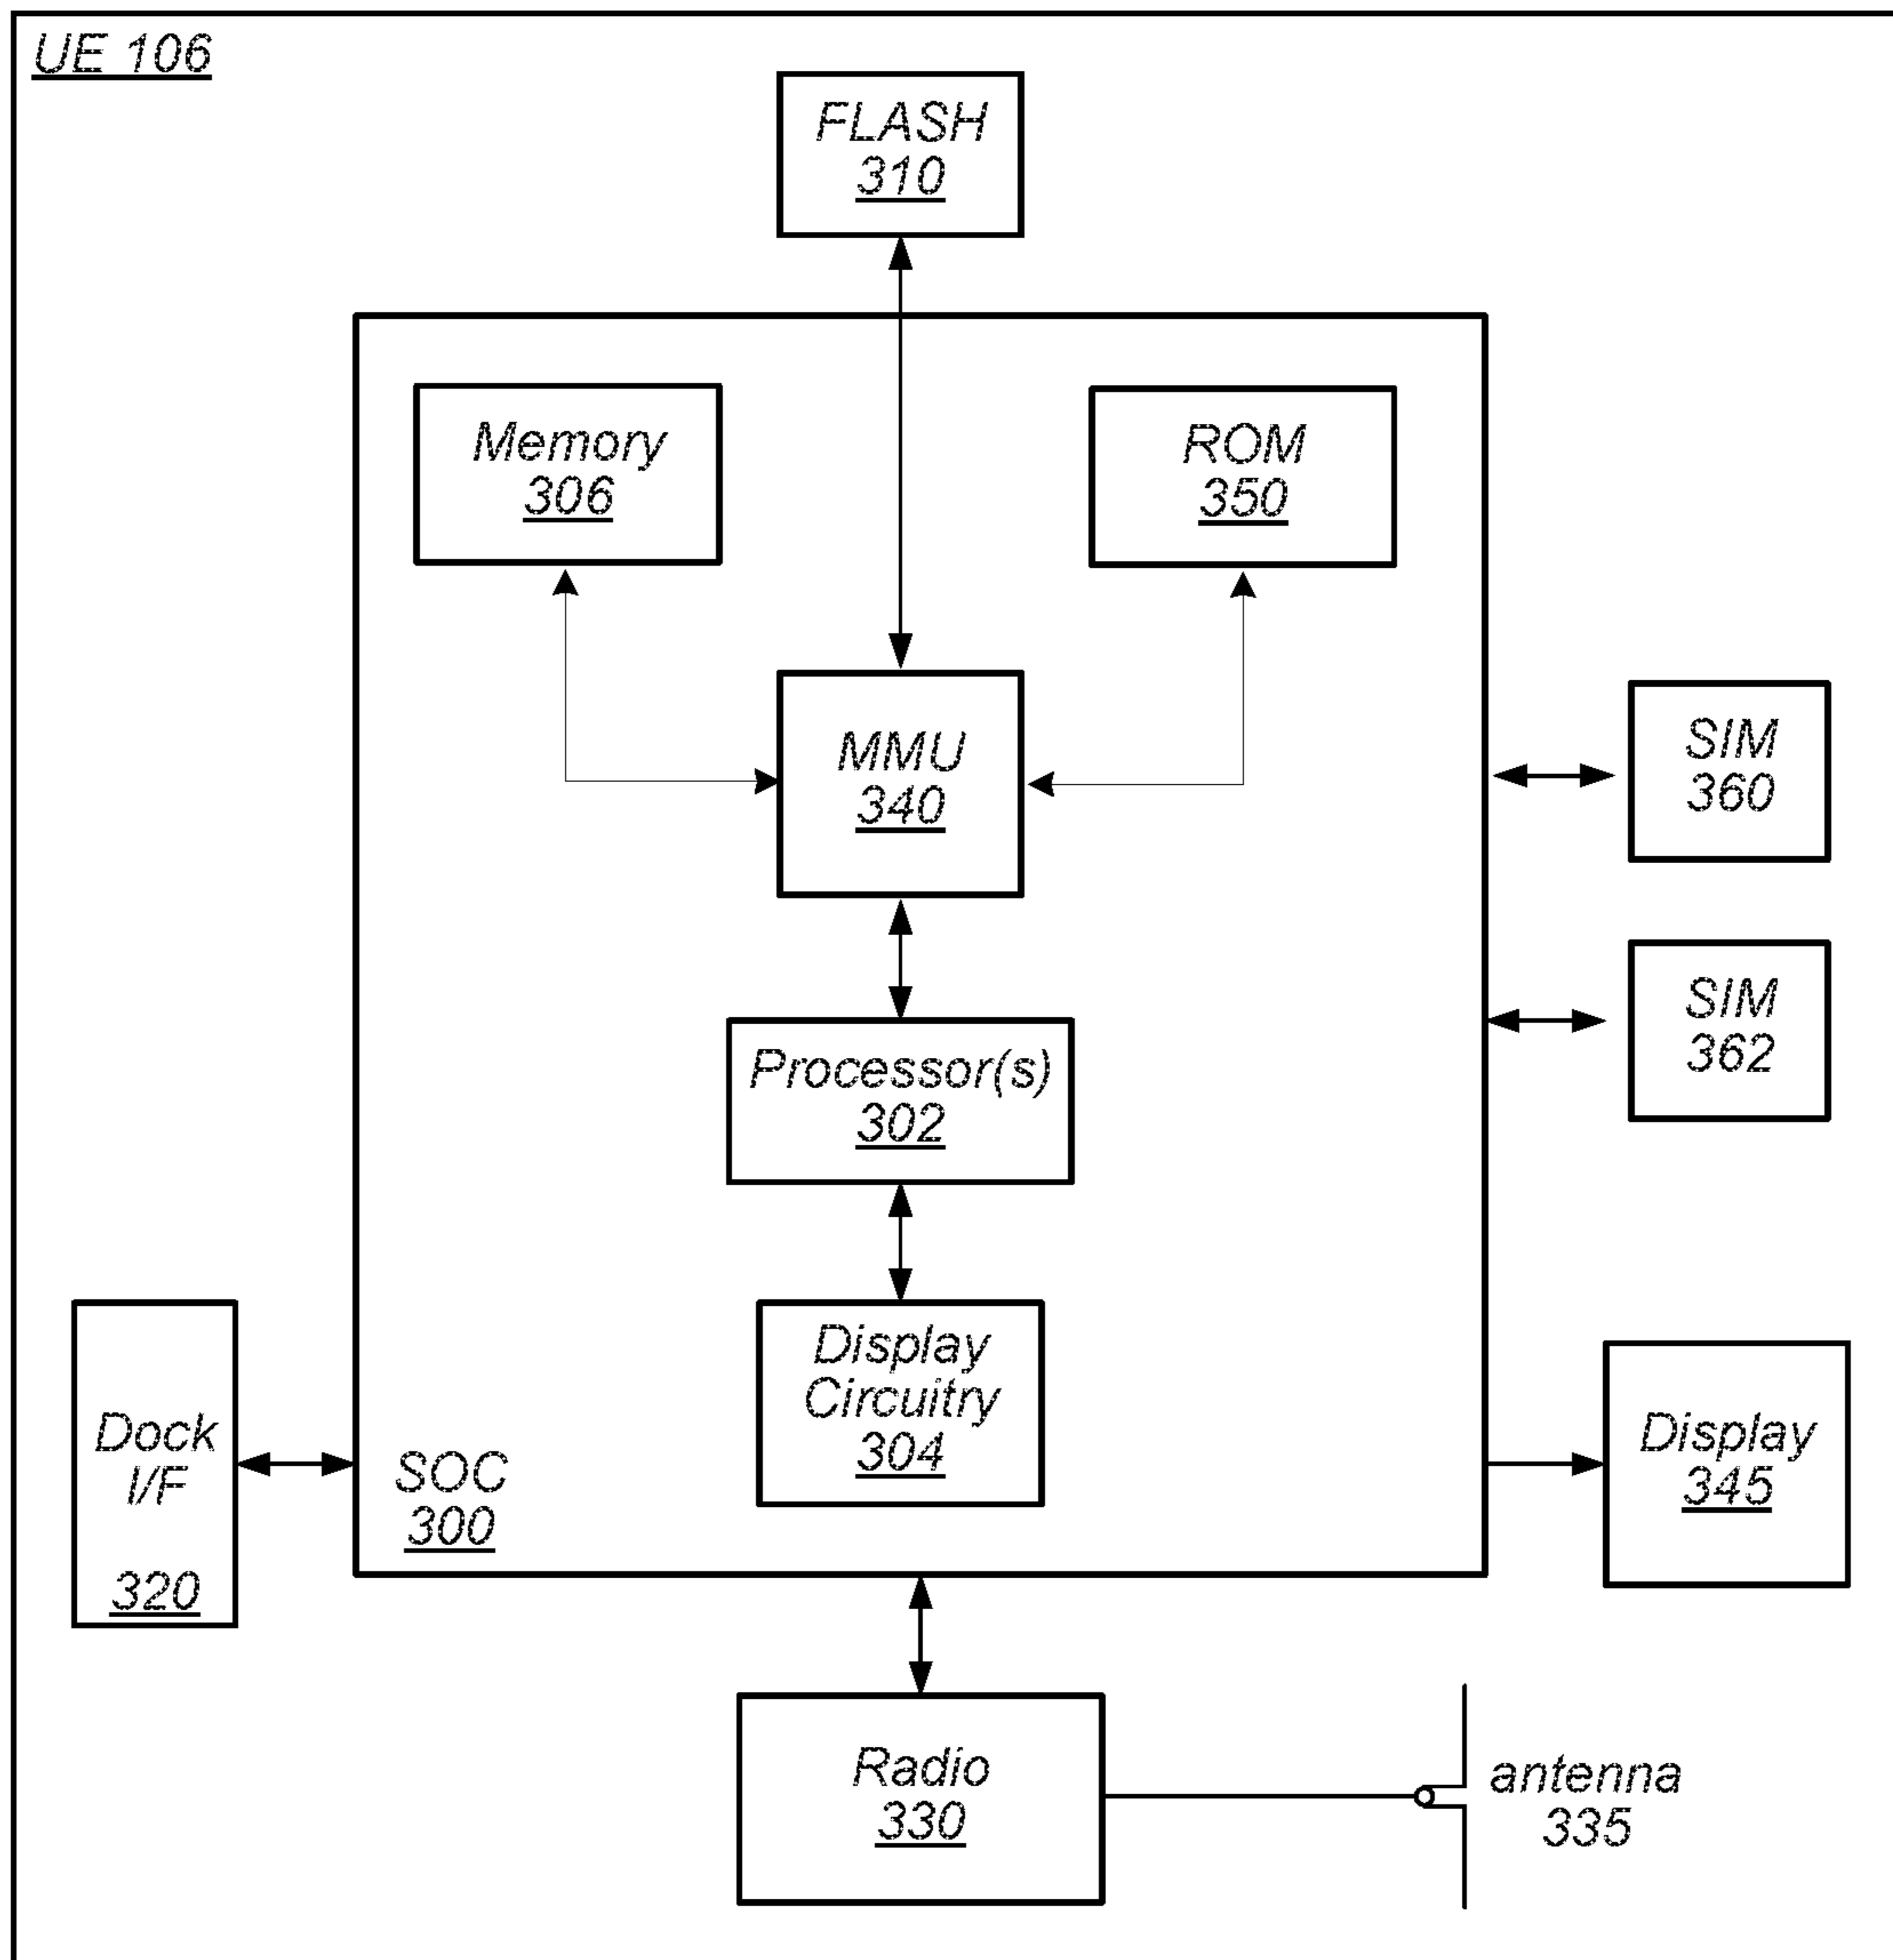 UE 106
FLASH
310
Memory
306
ROM
350
MMU
340
SIM
360
SIM
362
Processor(s)
302
Display
Circuitry
304
Dock
I/F
320
SOC
300
Display
345
Radio
330
antenna
335